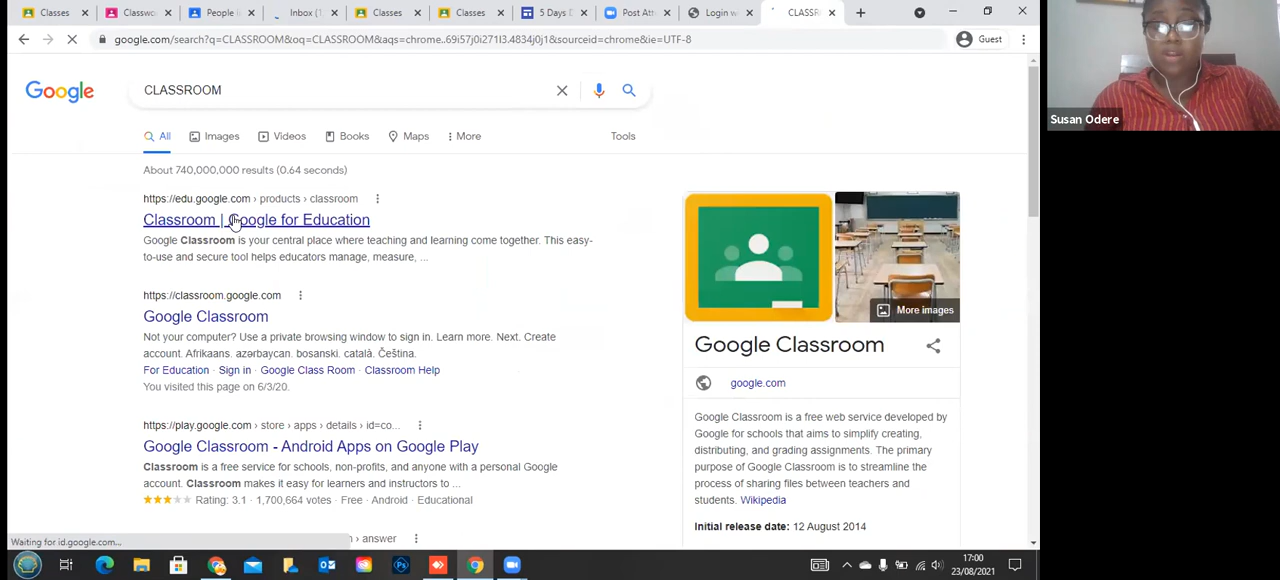 Classes
Classwo
People i
Inbox (1
Classes
Classes
5 Days D
Post Att
Login w
CLASSR
google.com/search?q=CLASSROOM&oq=CLASSROOM&aqs=chrome..69i57j0i271l3.4834j0j1&sourceid=chrome&ie=UTF-8
Guest
Google
CLASSROOM
All
Images
Videos
Books
Maps
More
Tools
About 740,000,000 results (0.64 seconds)
https://edu.google.com › products › classroom
Classroom | Google for Education
Google Classroom is your central place where teaching and learning come together. This easy-
to-use and secure tool helps educators manage, measure, ...
https://classroom.google.com
Google Classroom
Not your computer? Use a private browsing window to sign in. Learn more. Next. Create
account. Afrikaans. azərbaycan. bosanski. català. Čeština.
For Education · Sign in · Google Class Room · Classroom Help
You visited this page on 6/3/20.
https://play.google.com › store › apps › details › id=co...
Google Classroom - Android Apps on Google Play
Classroom is a free service for schools, non-profits, and anyone with a personal Google
account. Classroom makes it easy for learners and instructors to ...
Rating: 3.1 · 1,700,664 votes · Free · Android · Educational
› answer
Waiting for id.google.com...
More images
Google Classroom
google.com
Google Classroom is a free web service developed by
Google for schools that aims to simplify creating,
distributing, and grading assignments. The primary
purpose of Google Classroom is to streamline the
process of sharing files between teachers and
students. Wikipedia
Initial release date: 12 August 2014
17:00
23/08/2021
Susan Odere